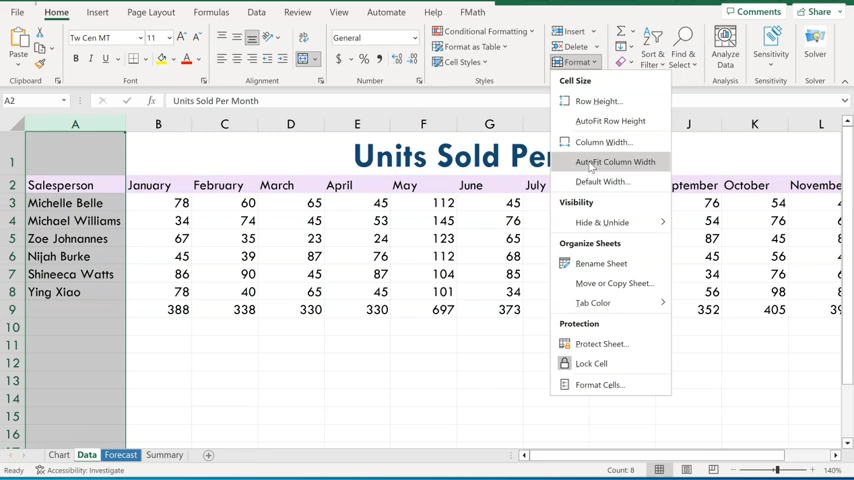 File Home Insert Page Layout Formulas Data Review View Automate Help FMath Comments Share
Tw Cen MT 11 A A General Conditional Formatting Insert
Paste B I U A $ % Format as Table Delete Sort & Find & Analyze Sensitivity Solver
Cell Styles Format Filter Select Data
Clipboard Font Alignment Number Styles Editing Analysis Sensitivity Solver
A2 fx Units Sold Per Month
A B C D E F G J K L
1 Units Sold Pe
2 Salesperson January February March April May June July ptember October Novembe
3 Michelle Belle 78 60 65 45 112 45 76 54
4 Michael Williams 34 74 45 53 145 76 54 76
5 Zoe Johnannes 67 35 23 24 123 65 87 45
6 Nijah Burke 45 39 87 76 112 68 45 56
7 Shineeca Watts 86 90 45 87 104 85 34 76
8 Ying Xiao 78 40 65 45 101 34 56 98
9 388 338 330 330 697 373 352 405 39
10
11
12
13
14
15
16
Cell Size
Row Height...
AutoFit Row Height
Column Width...
AutoFit Column Width
Default Width...
Visibility
Hide & Unhide
Organize Sheets
Rename Sheet
Move or Copy Sheet...
Tab Color
Protection
Protect Sheet...
Lock Cell
Format Cells...
Chart Data Forecast Summary
Ready Accessibility: Investigate Count: 8 140%